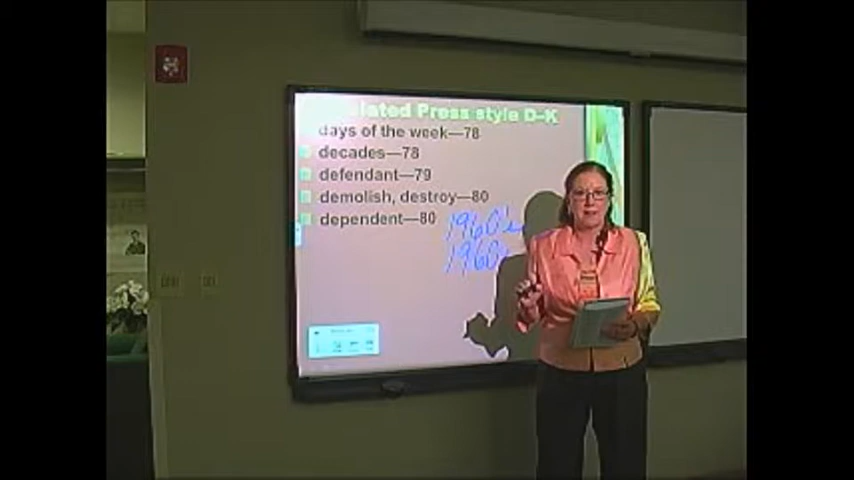 Press style D–K
days of the week—78
decades—78
defendant—79
demolish, destroy—80
dependent—80
1960's
1960s